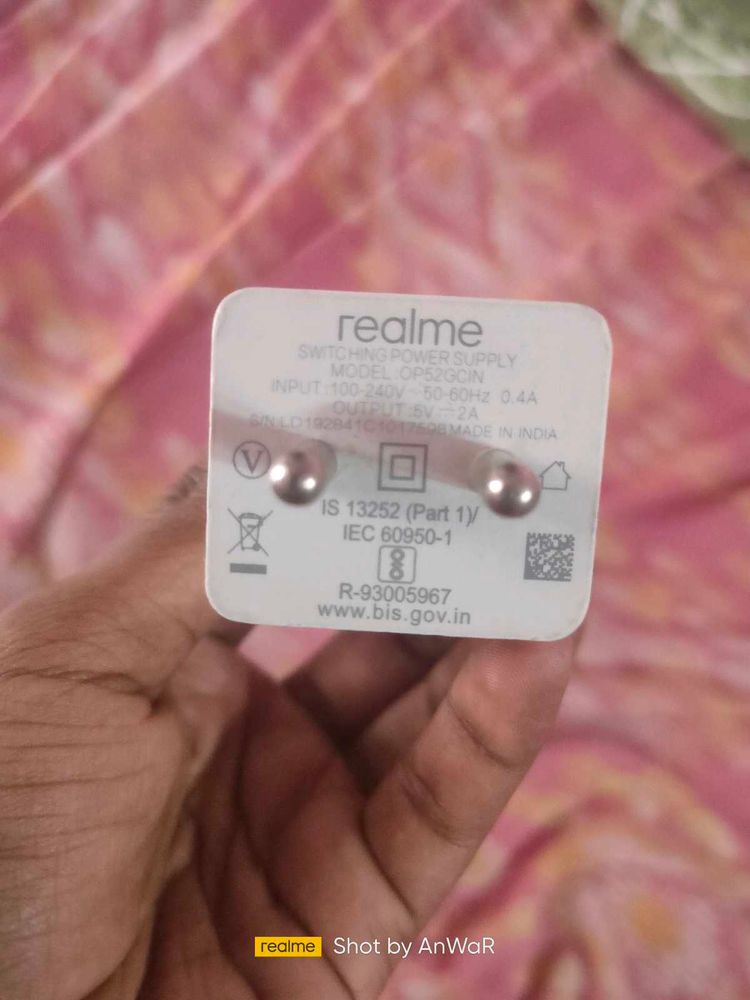 realme
SWITCHING POWER SUPPLY
MODEL :OP52GCIN
INPUT :100-240V~50-60Hz 0.4A
OUTPUT :5V⎓2A
S/N:LD192841C1017598 MADE IN INDIA
V
IS 13252 (Part 1)/
IEC 60950-1
R-93005967
www.bis.gov.in
realme Shot by AnWaR